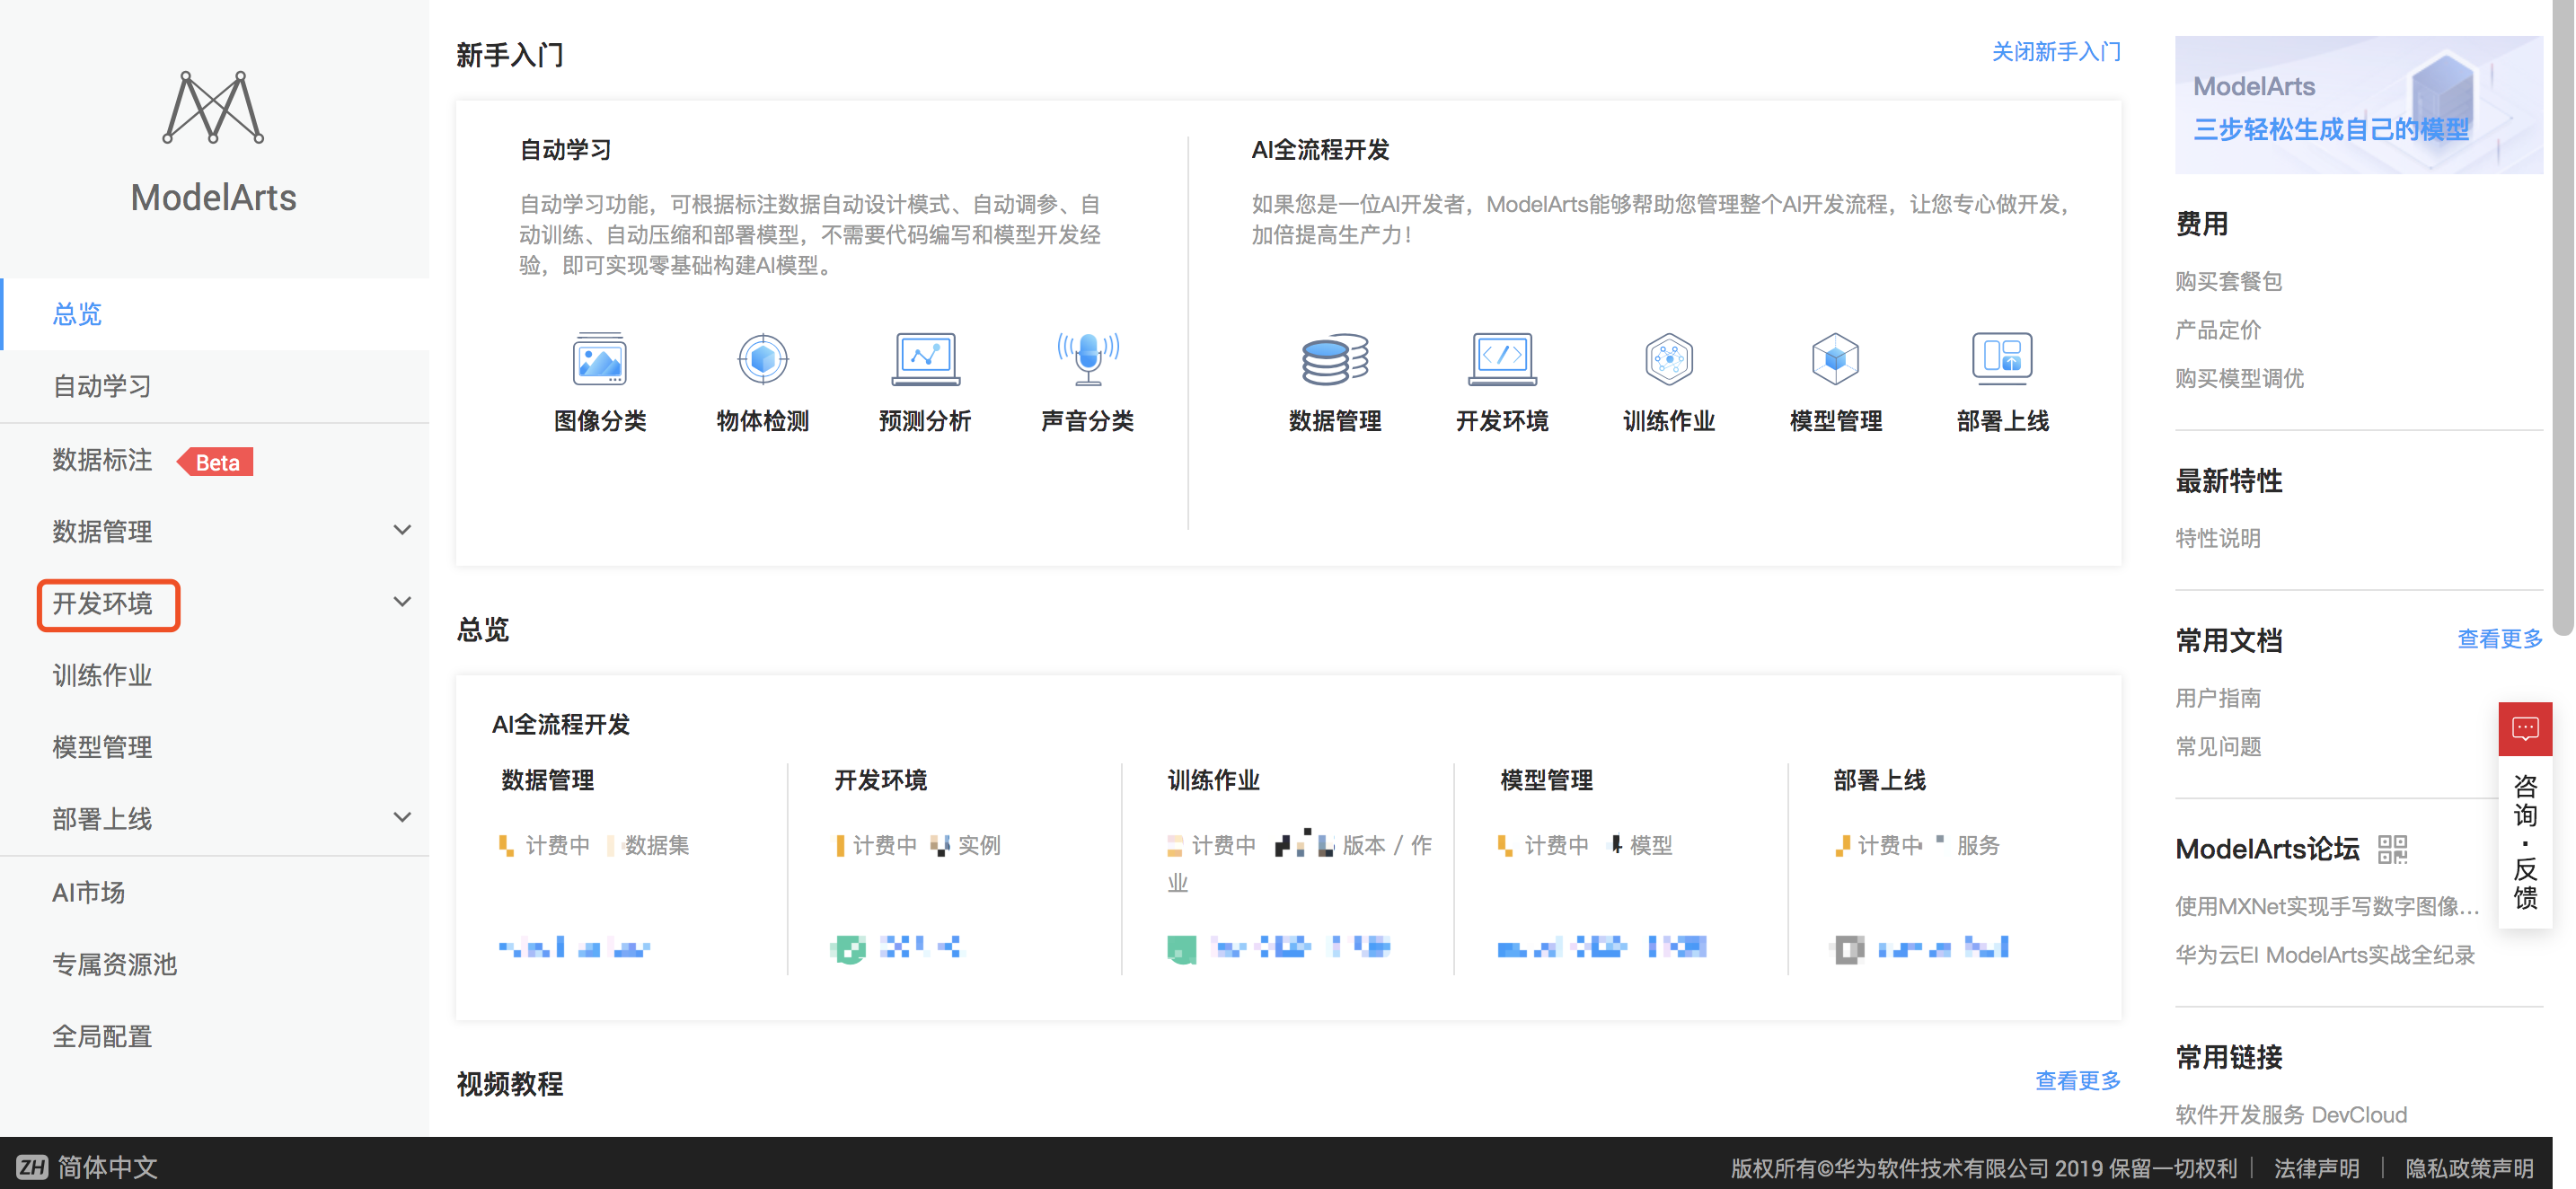 ModelArts
总览
自动学习
数据标注 Beta
数据管理
开发环境
训练作业
模型管理
部署上线
AI市场
专属资源池
全局配置
新手入门
关闭新手入门
自动学习
自动学习功能，可根据标注数据自动设计模式、自动调参、自
动训练、自动压缩和部署模型，不需要代码编写和模型开发经
验，即可实现零基础构建AI模型。
图像分类 物体检测 预测分析 声音分类
AI全流程开发
如果您是一位AI开发者，ModelArts能够帮助您管理整个AI开发流程，让您专心做开发，
加倍提高生产力！
数据管理 开发环境 训练作业 模型管理 部署上线
总览
AI全流程开发
数据管理
计费中 数据集
开发环境
计费中 实例
训练作业
计费中 版本 / 作
业
模型管理
计费中 模型
部署上线
计费中 服务
视频教程
查看更多
ModelArts
三步轻松生成自己的模型
费用
购买套餐包
产品定价
购买模型调优
最新特性
特性说明
常用文档
查看更多
用户指南
常见问题
ModelArts论坛
使用MXNet实现手写数字图像...
华为云EI ModelArts实战全纪录
常用链接
软件开发服务 DevCloud
咨询·反馈
ZH 简体中文
版权所有©华为软件技术有限公司 2019 保留一切权利 | 法律声明 | 隐私政策声明